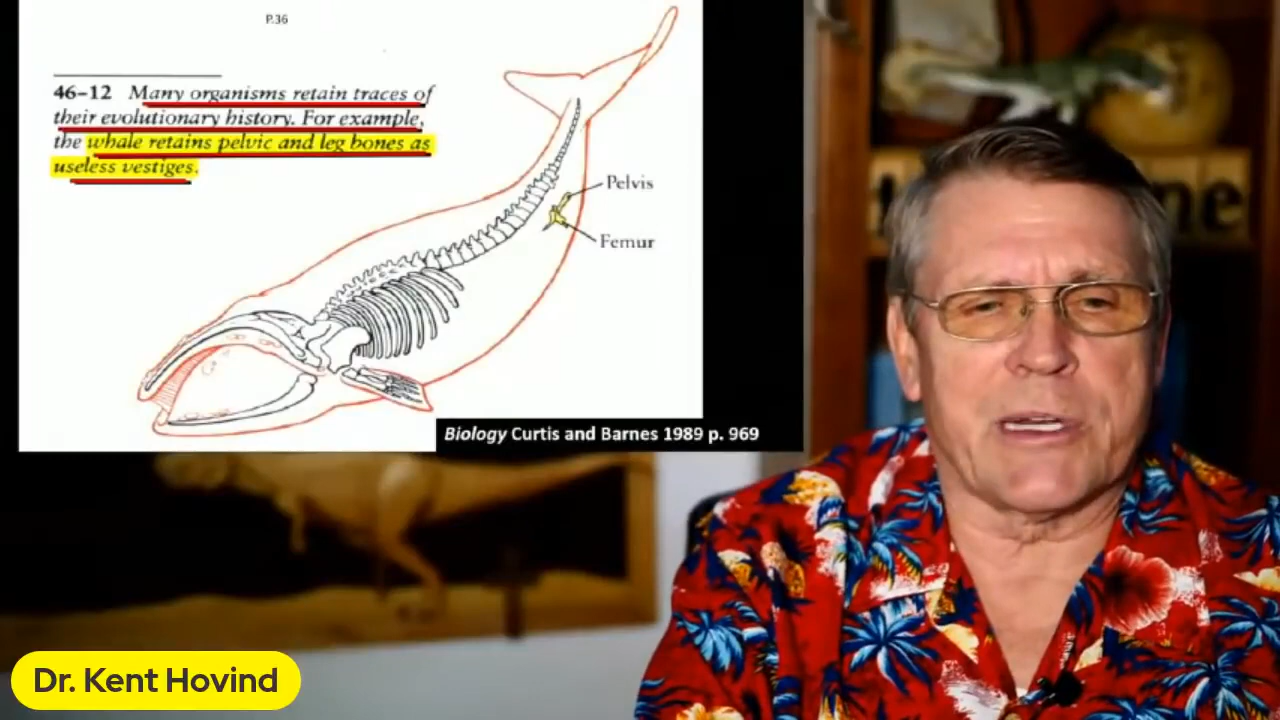 P.36
46–12 Many organisms retain traces of
their evolutionary history. For example,
the whale retains pelvic and leg bones as
useless vestiges.
Pelvis
Femur
Biology Curtis and Barnes 1989 p. 969
Dr. Kent Hovind